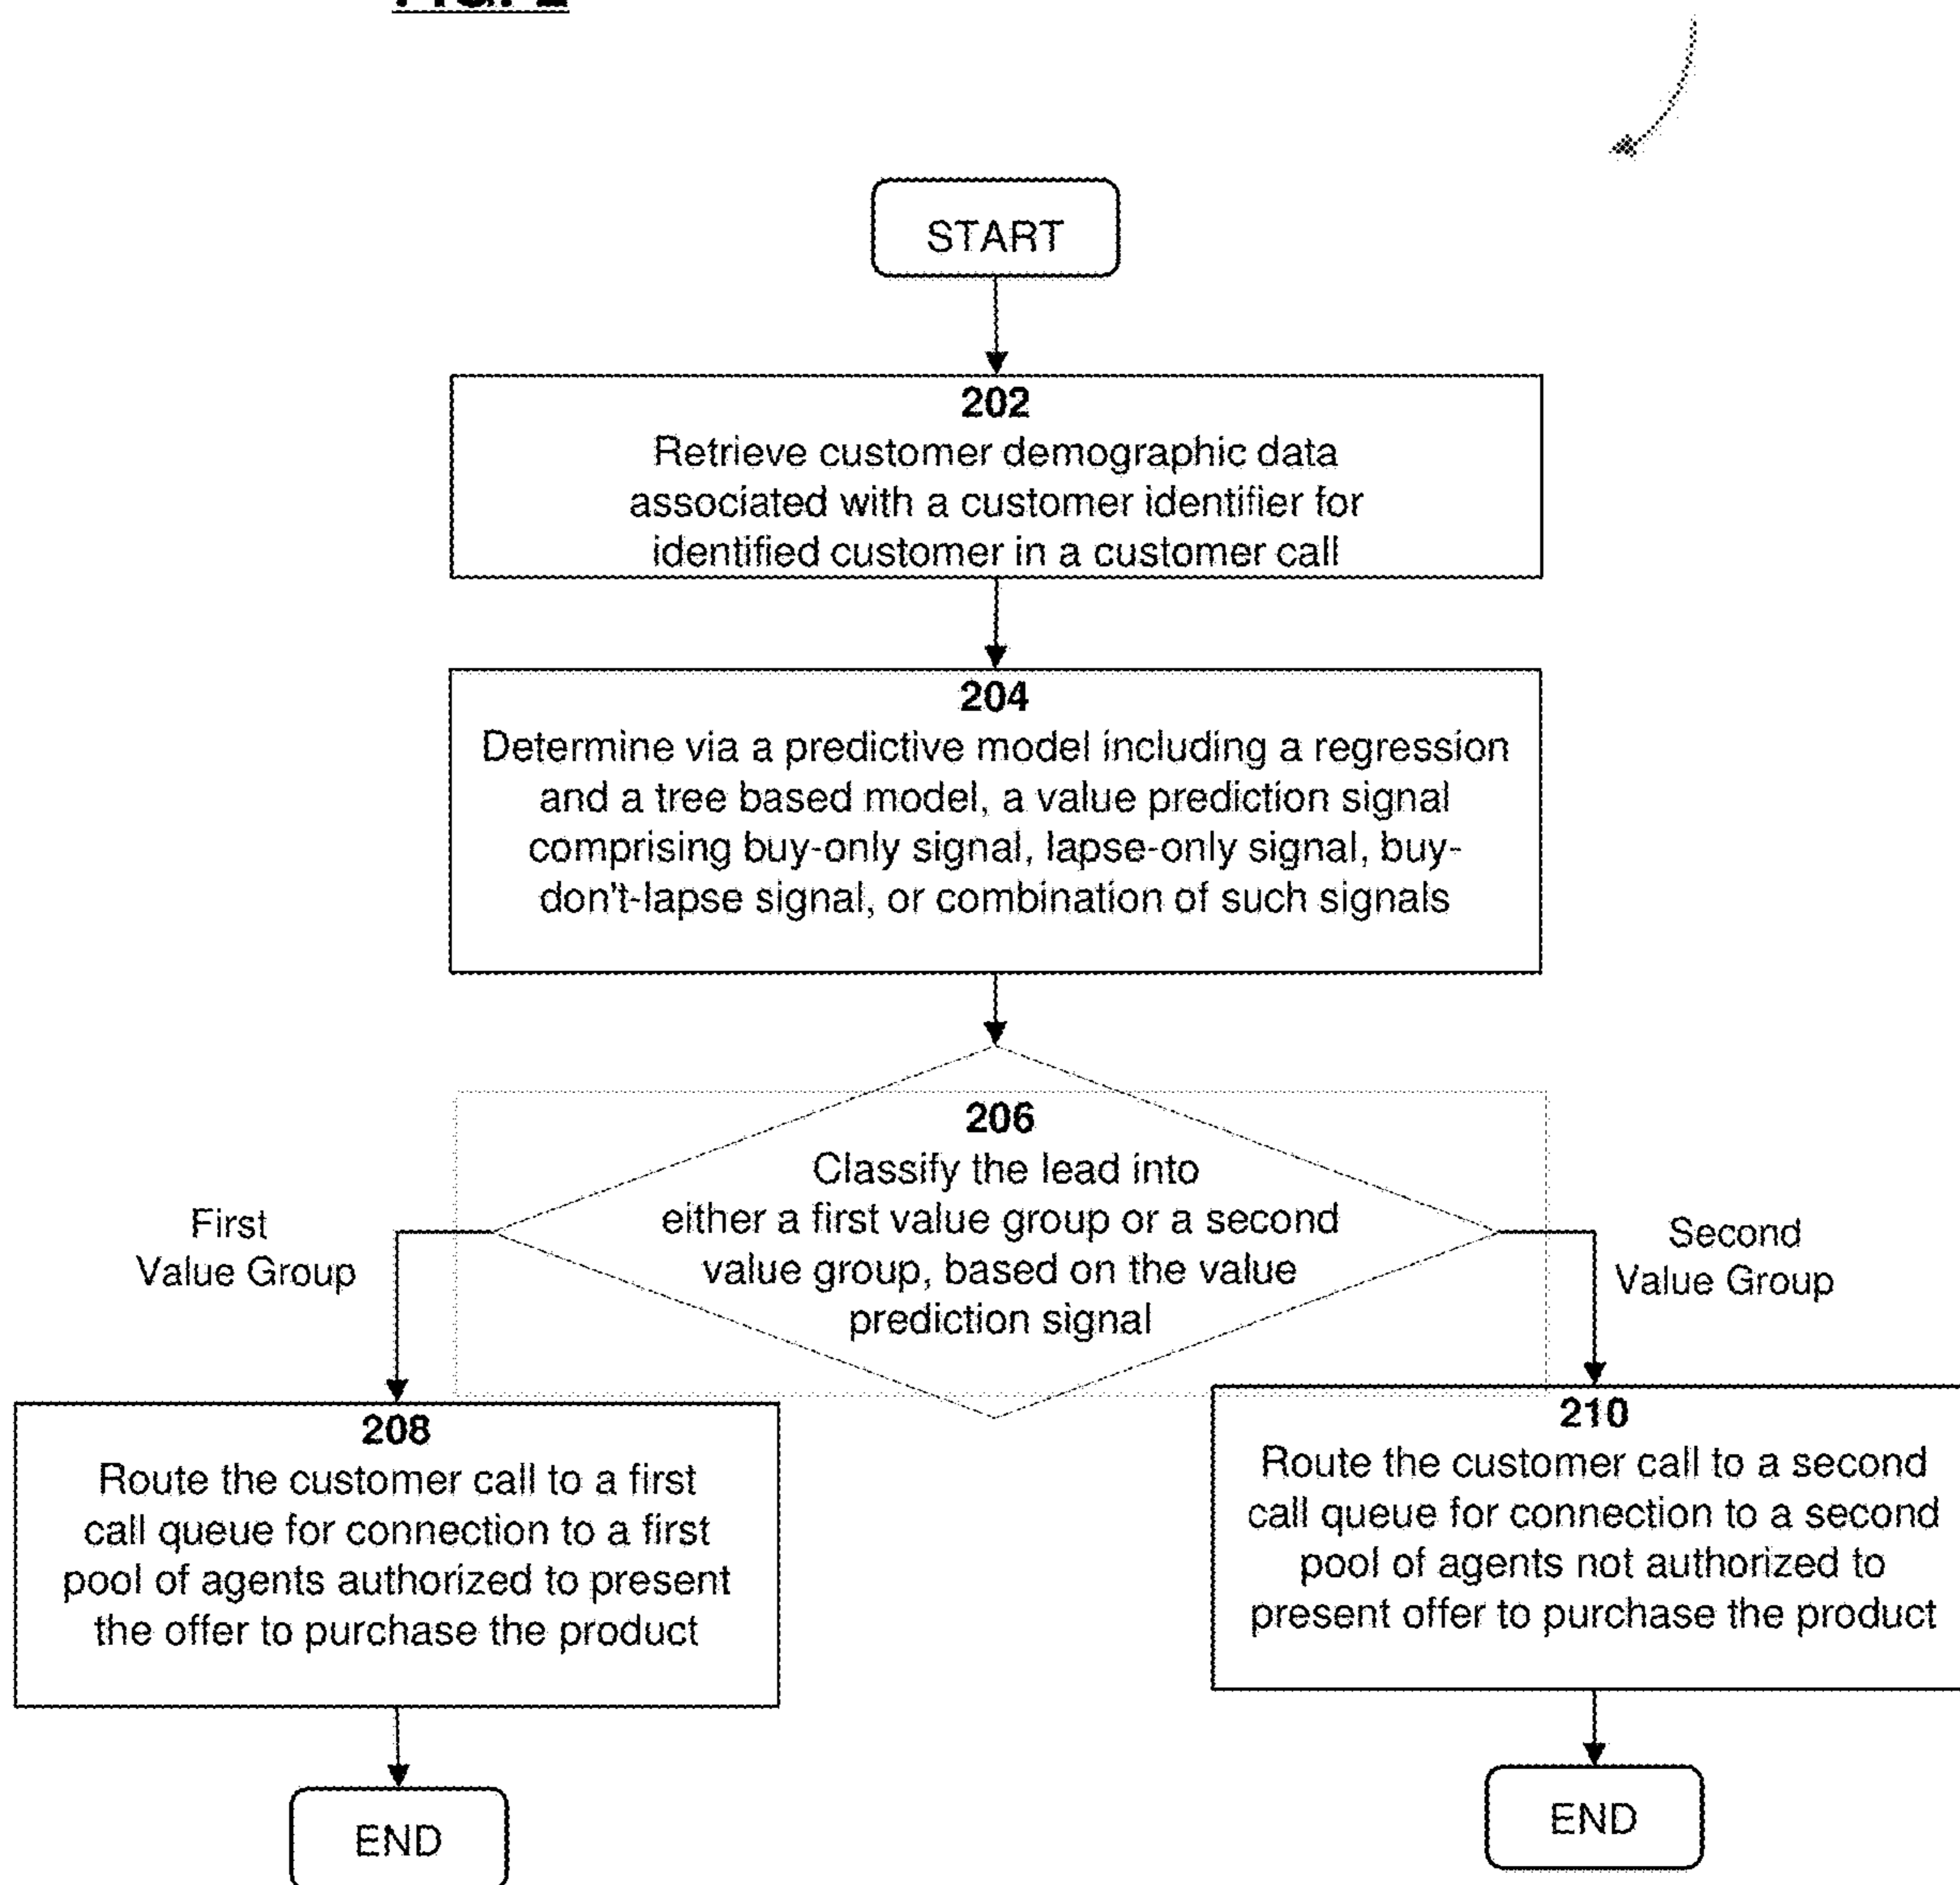 START
202
Retrieve customer demographic data
associated with a customer identifier for
identified customer in a customer call
204
Determine via a predictive model including a regression
and a tree based model, a value prediction signal
comprising buy-only signal, lapse-only signal, buy-
don't-lapse signal, or combination of such signals
206
Classify the lead into
either a first value group or a second
value group, based on the value
prediction signal
First
Value Group
Second
Value Group
208
Route the customer call to a first
call queue for connection to a first
pool of agents authorized to present
the offer to purchase the product
210
Route the customer call to a second
call queue for connection to a second
pool of agents not authorized to
present offer to purchase the product
END
END